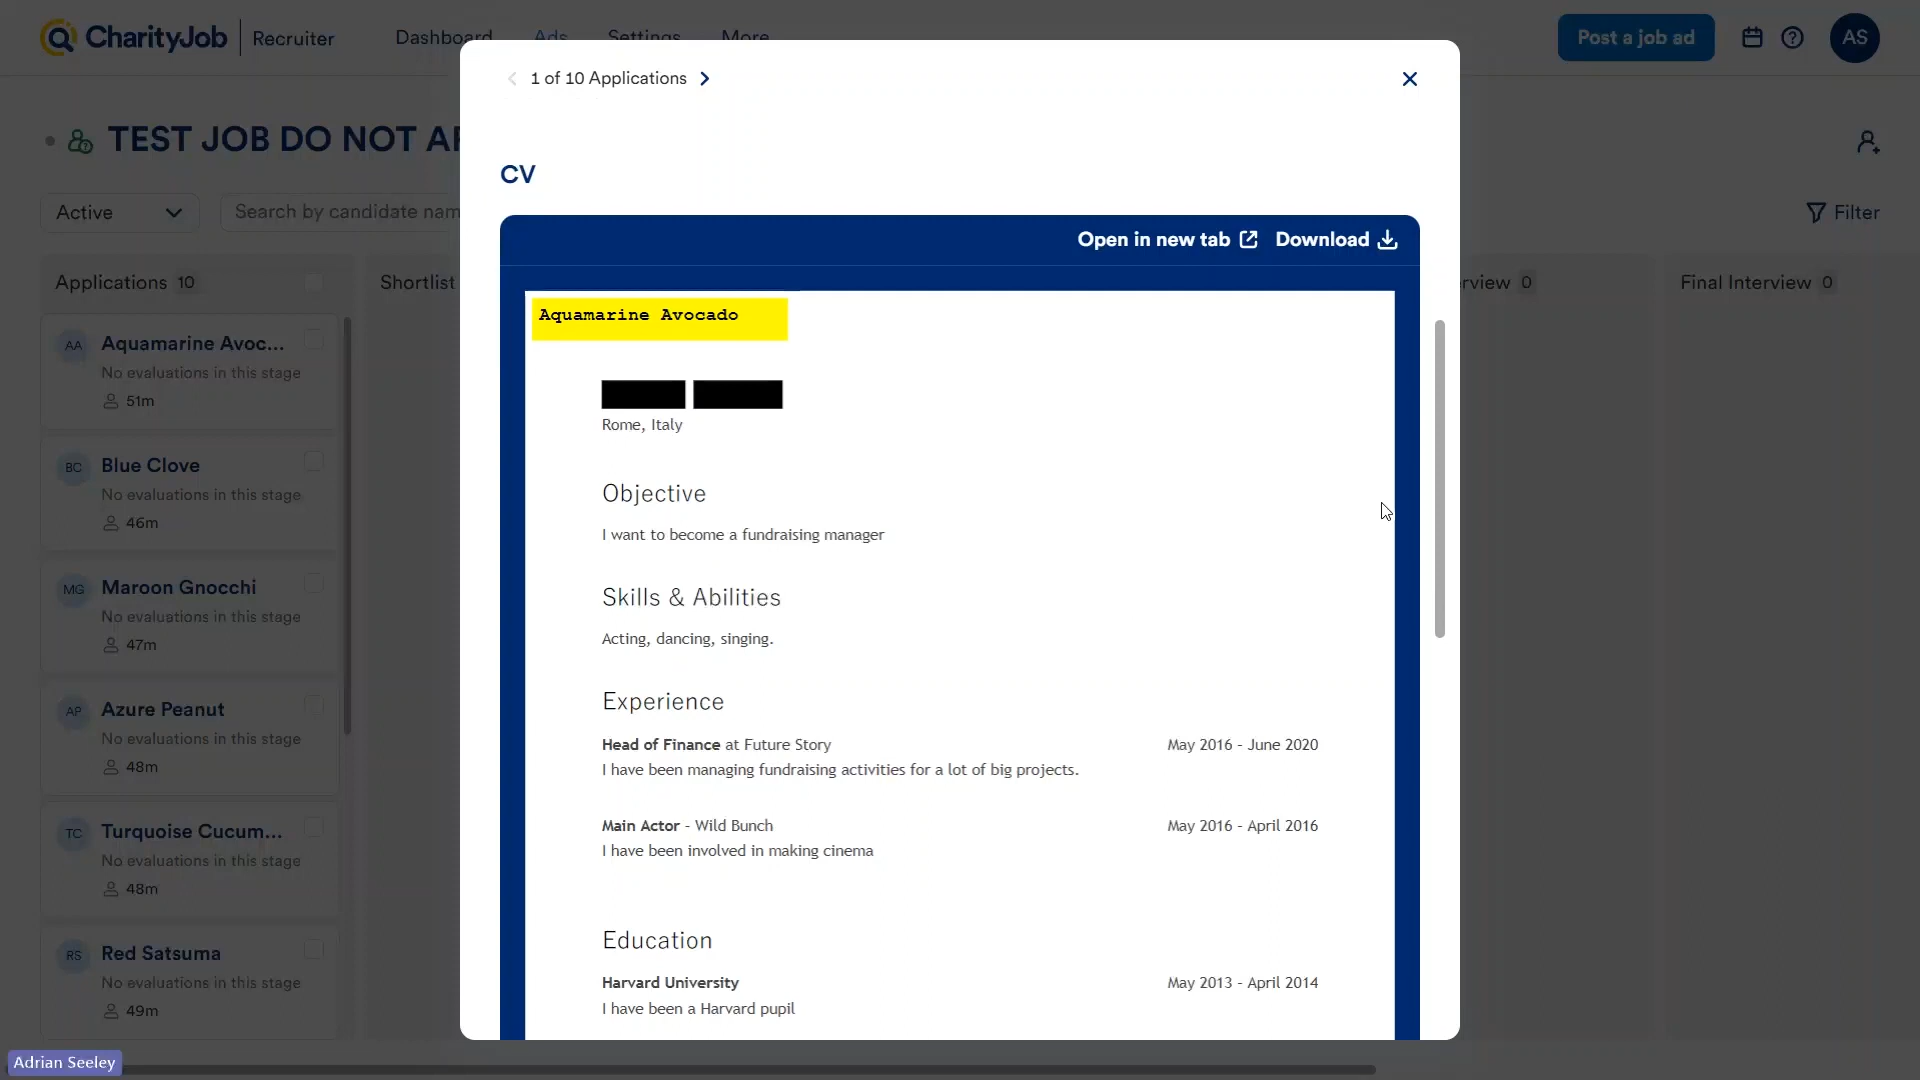 CharityJob Recruiter Dashboard Ads Settings More Post a job ad AS
1 of 10 Applications
TEST JOB DO NOT AP
CV
Active Search by candidate nam Filter
Open in new tab Download
Applications 10 Shortlist rview 0 Final Interview 0
AA Aquamarine Avoc...
No evaluations in this stage
51m
BC Blue Clove
No evaluations in this stage
46m
MG Maroon Gnocchi
No evaluations in this stage
47m
AP Azure Peanut
No evaluations in this stage
48m
TC Turquoise Cucum...
No evaluations in this stage
48m
RS Red Satsuma
No evaluations in this stage
49m
Aquamarine Avocado
Rome, Italy
Objective
I want to become a fundraising manager
Skills & Abilities
Acting, dancing, singing.
Experience
Head of Finance at Future Story May 2016 - June 2020
I have been managing fundraising activities for a lot of big projects.
Main Actor - Wild Bunch May 2016 - April 2016
I have been involved in making cinema
Education
Harvard University May 2013 - April 2014
I have been a Harvard pupil
Adrian Seeley